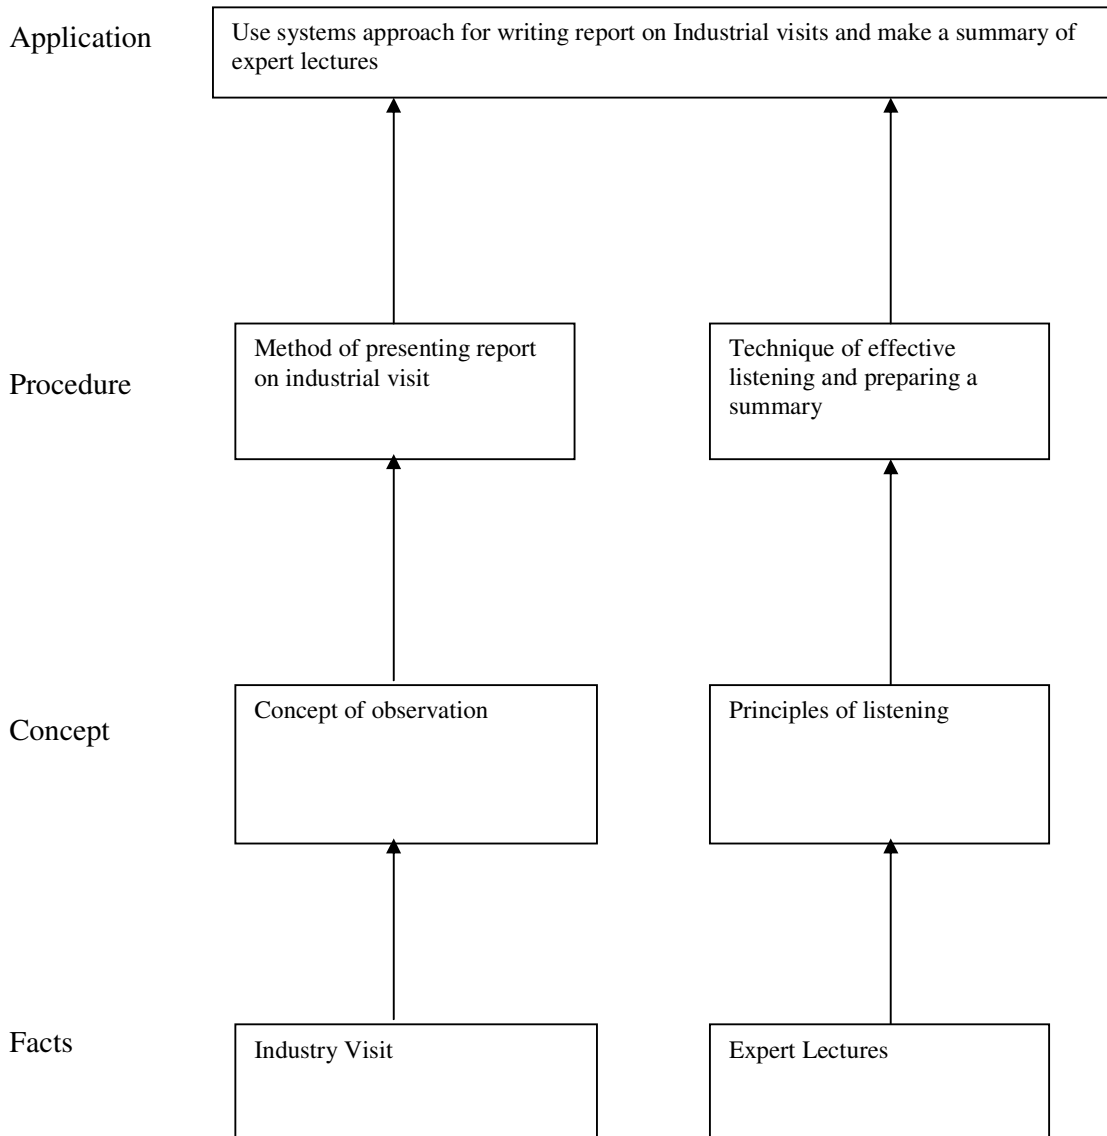 Application
Use systems approach for writing report on Industrial visits and make a summary of
expert lectures
Procedure
Method of presenting report
on industrial visit
Technique of effective
listening and preparing a
summary
Concept
Concept of observation
Principles of listening
Facts
Industry Visit
Expert Lectures